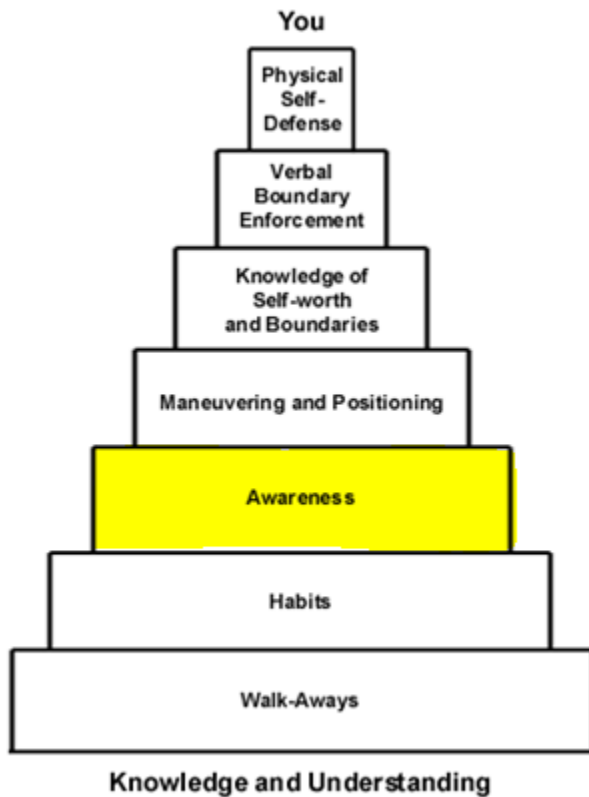 You
Physical
Self-
Defense
Verbal
Boundary
Enforcement
Knowledge of
Self-worth
and Boundaries
Maneuvering and Positioning
Awareness
Habits
Walk-Aways
Knowledge and Understanding